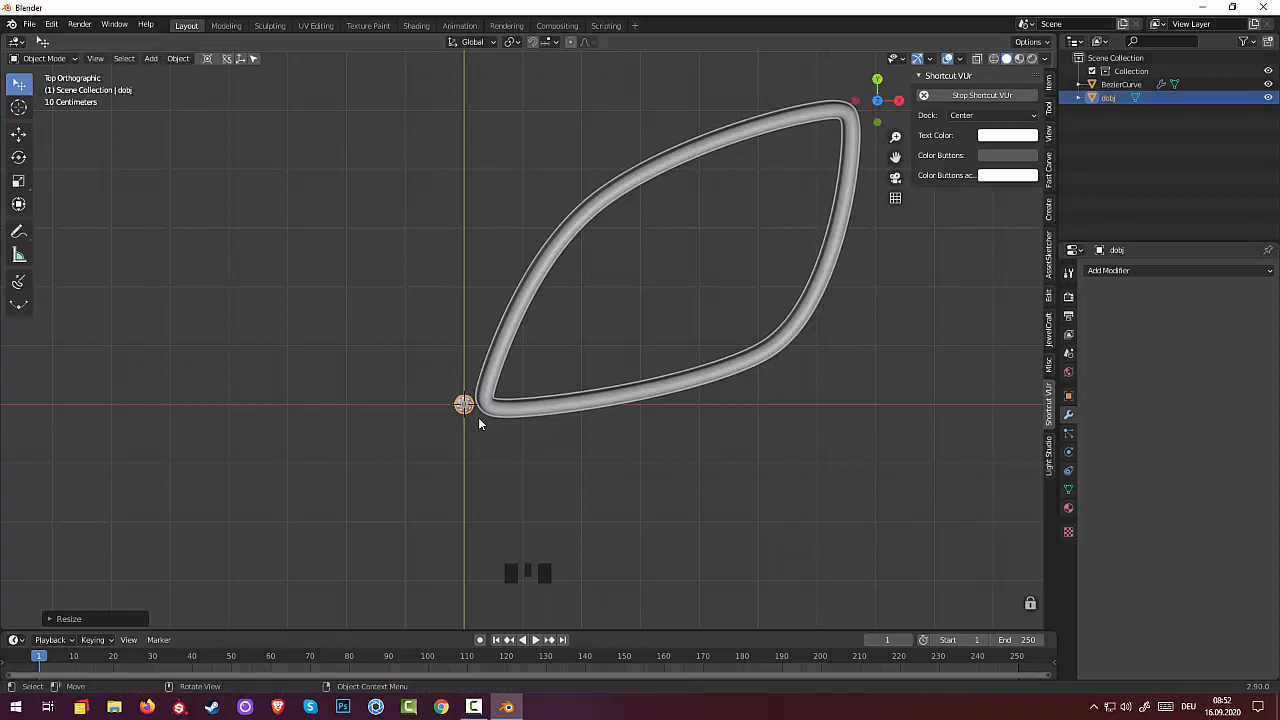 Blender
File Edit Render Window Help Layout Modeling Sculpting UV Editing Texture Paint Shading Animation Rendering Compositing Scripting + Scene View Layer
Global Options
Object Mode View Select Add Object
Top Orthographic
(1) Scene Collection | dobj
10 Centimeters
Shortcut VUr
Stop Shortcut VUr
Dock: Center
Text Color:
Color Buttons:
Color Buttons ac..
Item
Tool
View
Fast Carve
Create
AssetSketcher
Edit
JewelCraft
Misc
Shortcut VUr
Light Studio
Scene Collection
Collection
BezierCurve
dobj
dobj
Add Modifier
Resize
Playback Keying View Marker 1 Start 1 End 250
1 10 20 30 40 50 60 70 80 90 100 110 120 130 140 150 160 170 180 190 200 210 220 230 240 250
Select Move Rotate View Object Context Menu 2.90.0
DEU 08:52
16.09.2020